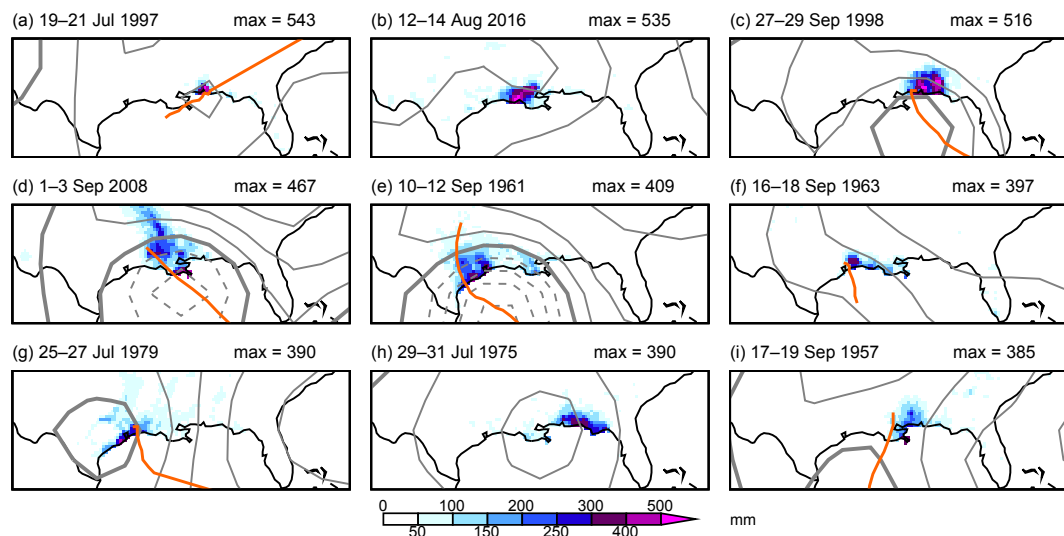 (a) 19–21 Jul 1997 max = 543
(b) 12–14 Aug 2016 max = 535
(c) 27–29 Sep 1998 max = 516
(d) 1–3 Sep 2008 max = 467
(e) 10–12 Sep 1961 max = 409
(f) 16–18 Sep 1963 max = 397
(g) 25–27 Jul 1979 max = 390
(h) 29–31 Jul 1975 max = 390
(i) 17–19 Sep 1957 max = 385
0 100 200 300 500
50 150 250 400
mm